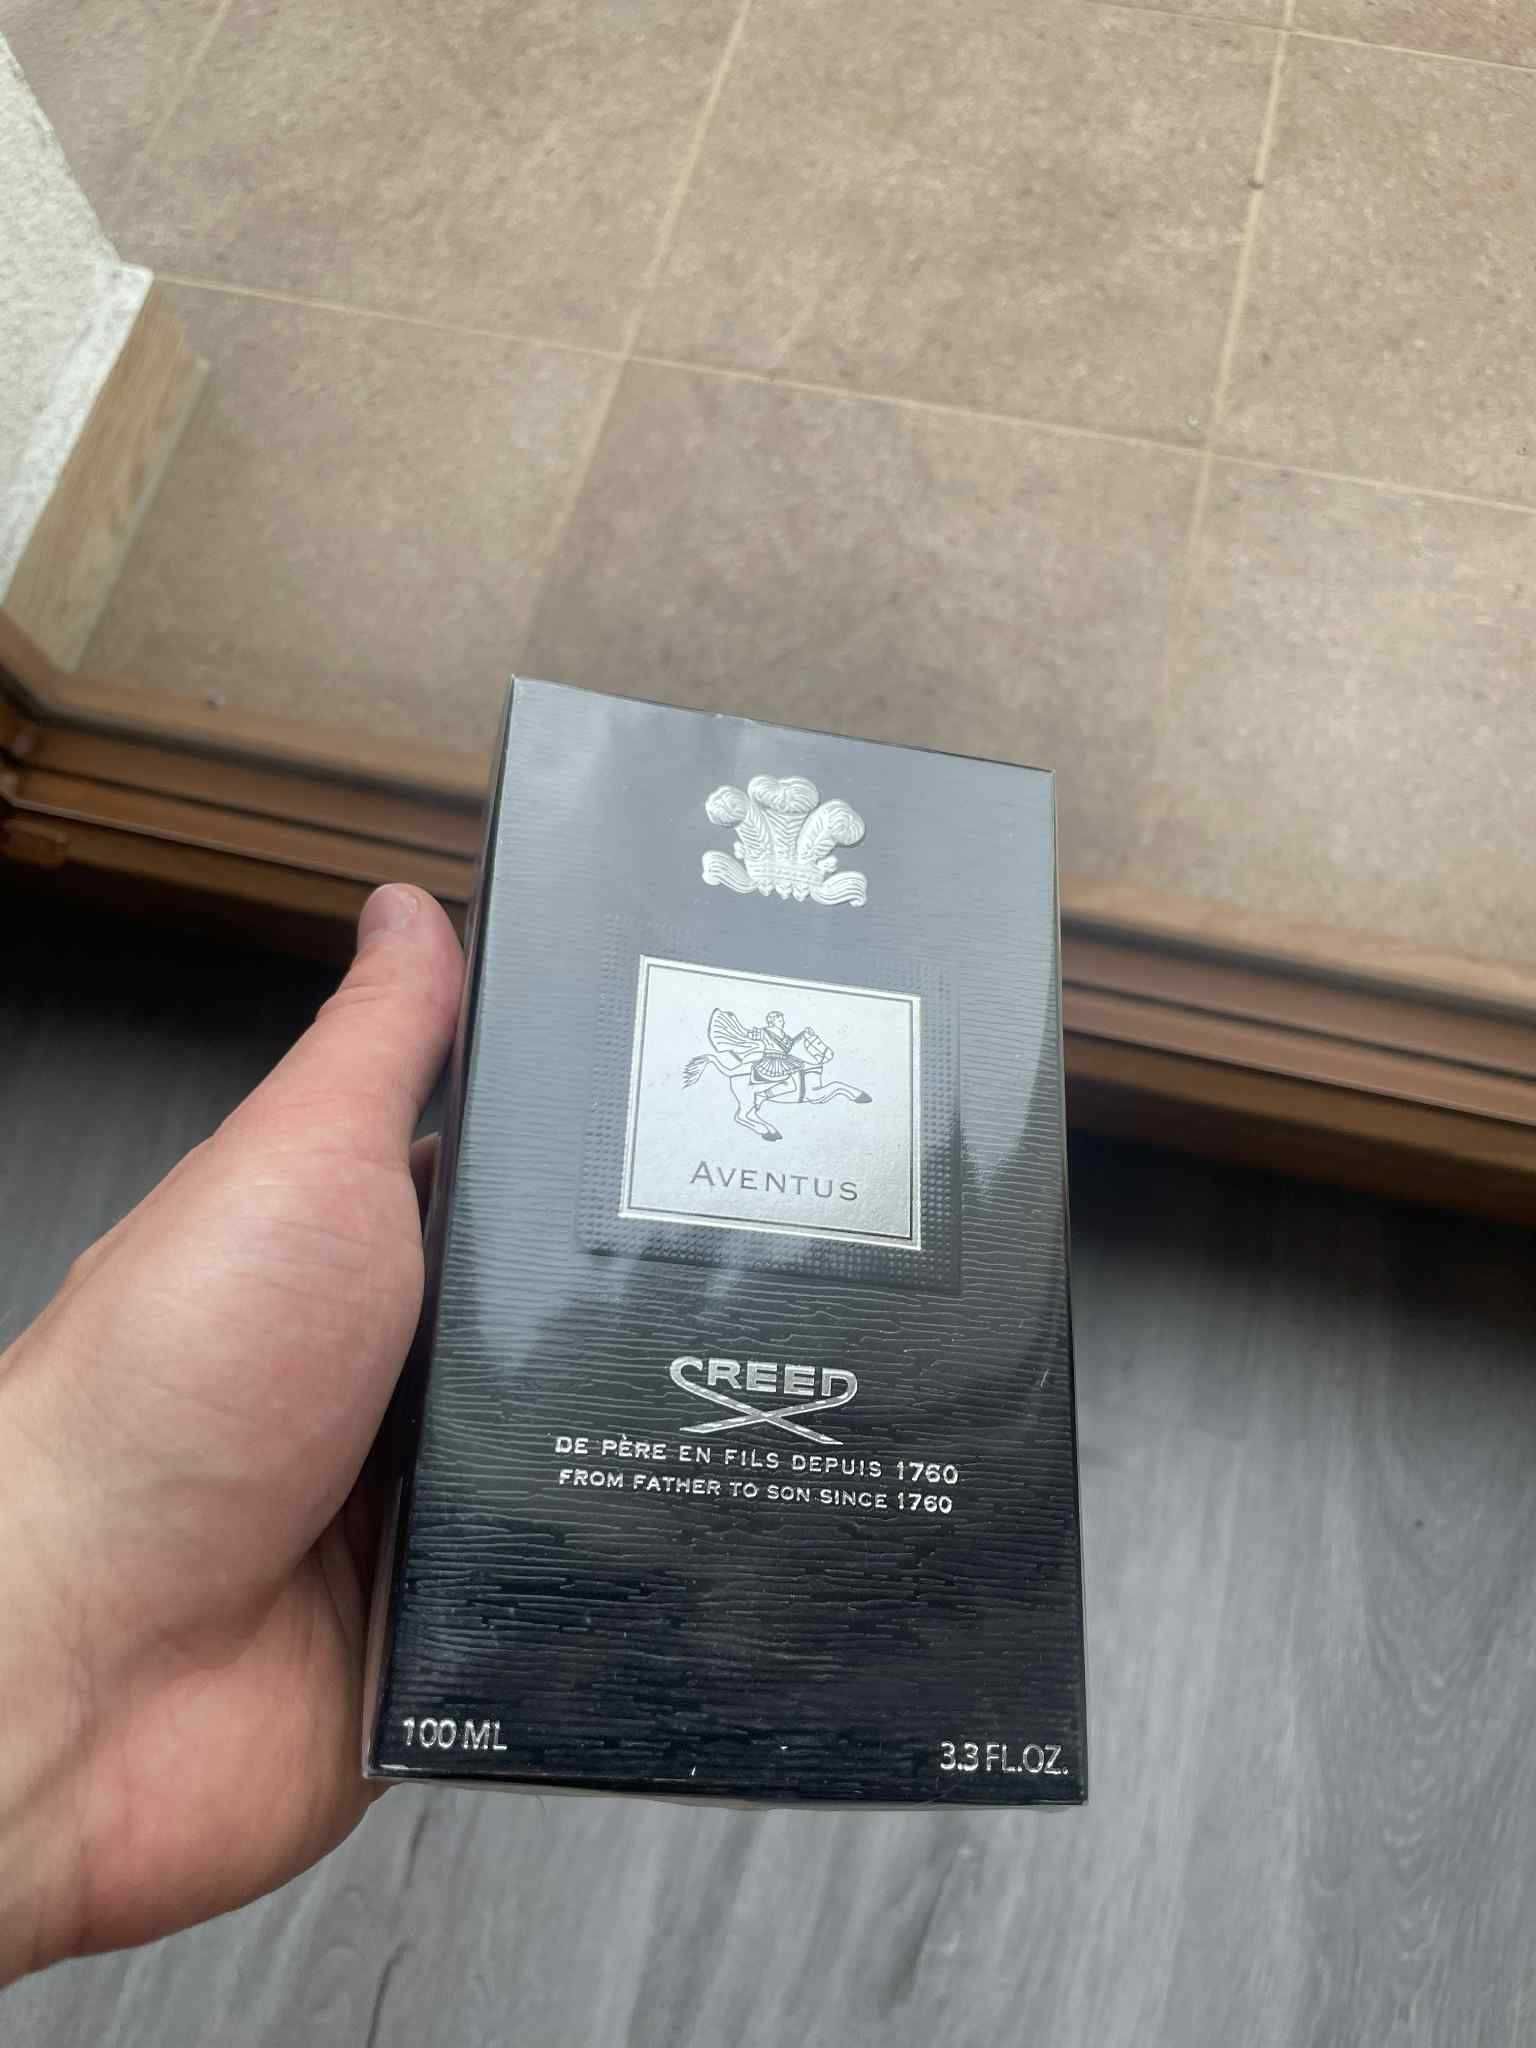 AVENTUS
CREED
DE PÈRE EN FILS DEPUIS 1760
FROM FATHER TO SON SINCE 1760
100 ML
3.3 FL.OZ.